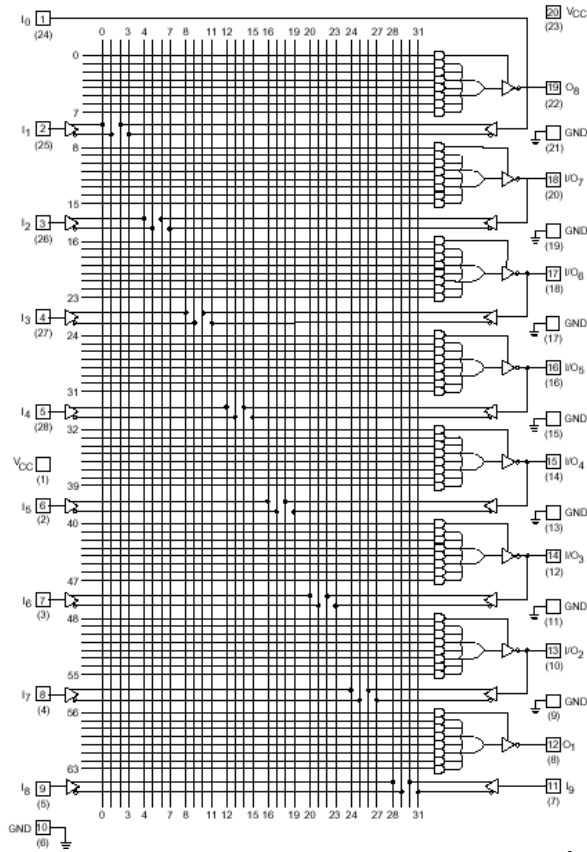 I0 1 (24)
0 3 4 7 8 11 12 15 16 19 20 23 24 27 28 31
20 VCC (23)
0
19 O8 (22)
7
I1 2 (25)
GND (21)
8
18 I/O7 (20)
15
I2 3 (26)
GND (19)
16
17 I/O6 (18)
23
I3 4 (27)
GND (17)
24
16 I/O5 (16)
31
I4 5 (28)
GND (15)
32
VCC (1)
15 I/O4 (14)
39
I5 6 (2)
GND (13)
40
14 I/O3 (12)
47
I6 7 (3)
GND (11)
48
13 I/O2 (10)
55
I7 8 (4)
GND (9)
56
12 O1 (8)
63
I8 9 (5)
11 I9 (7)
0 3 4 7 8 11 12 15 16 19 20 23 24 27 28 31
GND 10 (6)